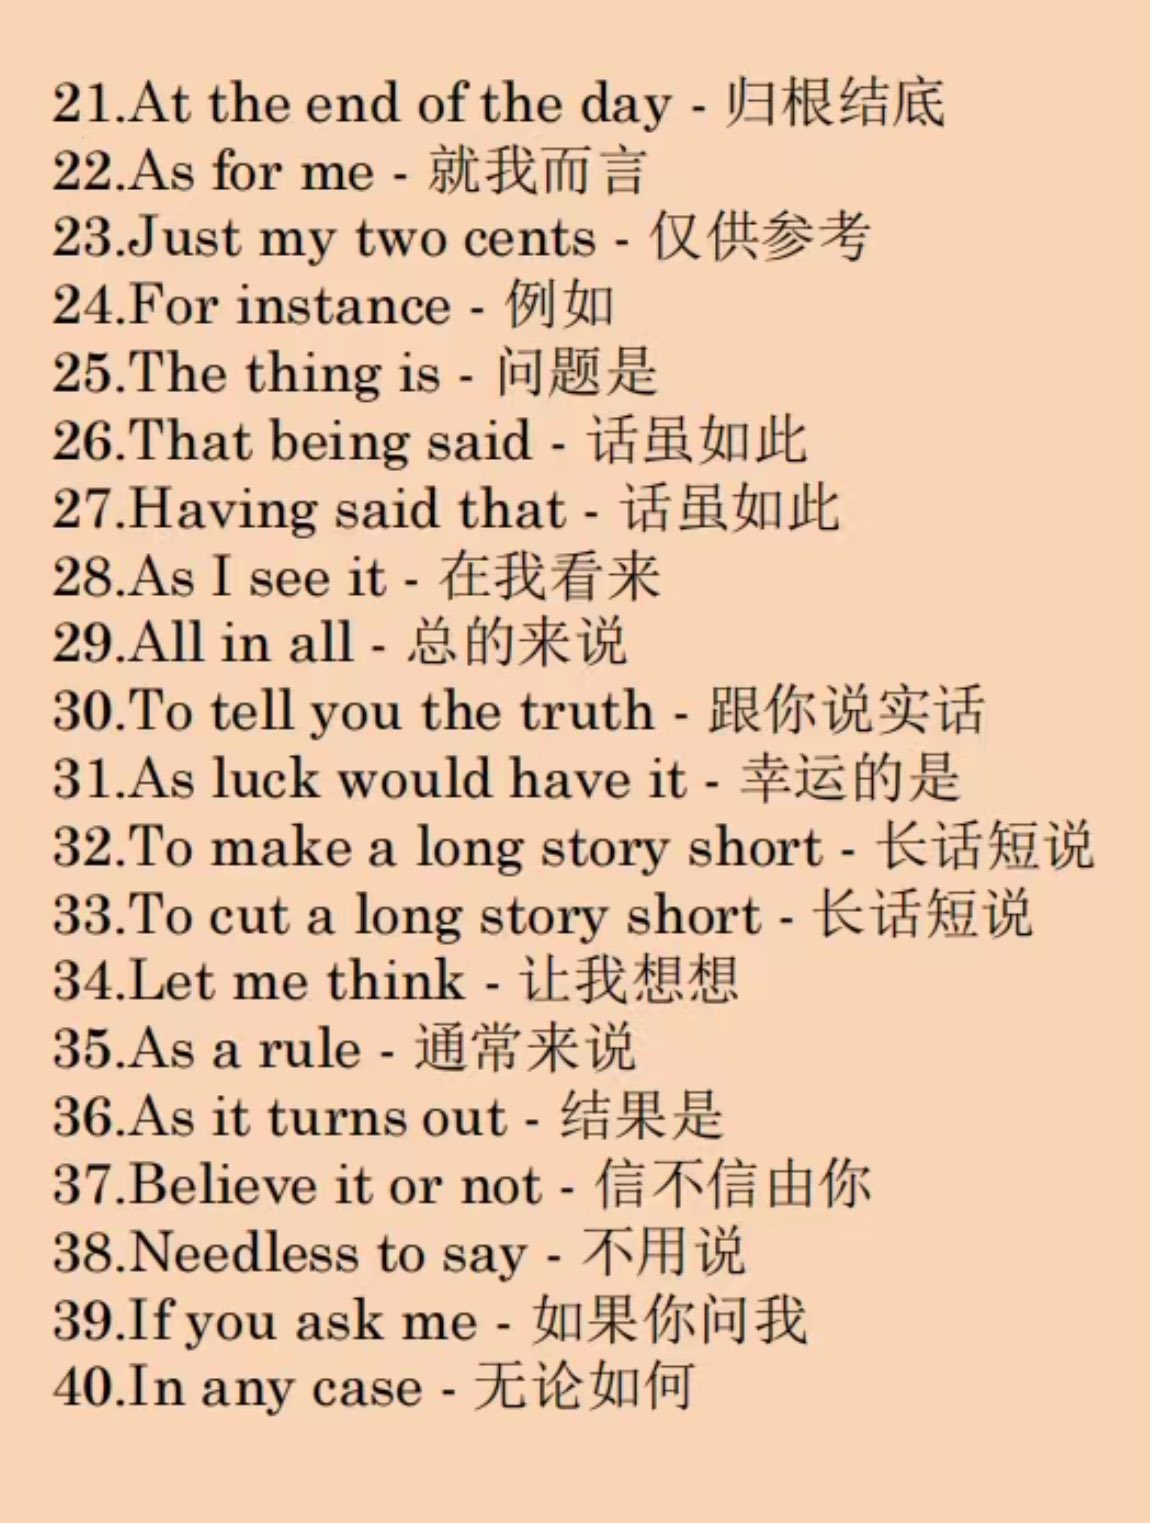 21.At the end of the day - 归根结底
22.As for me - 就我而言
23.Just my two cents - 仅供参考
24.For instance - 例如
25.The thing is - 问题是
26.That being said - 话虽如此
27.Having said that - 话虽如此
28.As I see it - 在我看来
29.All in all - 总的来说
30.To tell you the truth - 跟你说实话
31.As luck would have it - 幸运的是
32.To make a long story short - 长话短说
33.To cut a long story short - 长话短说
34.Let me think - 让我想想
35.As a rule - 通常来说
36.As it turns out - 结果是
37.Believe it or not - 信不信由你
38.Needless to say - 不用说
39.If you ask me - 如果你问我
40.In any case - 无论如何